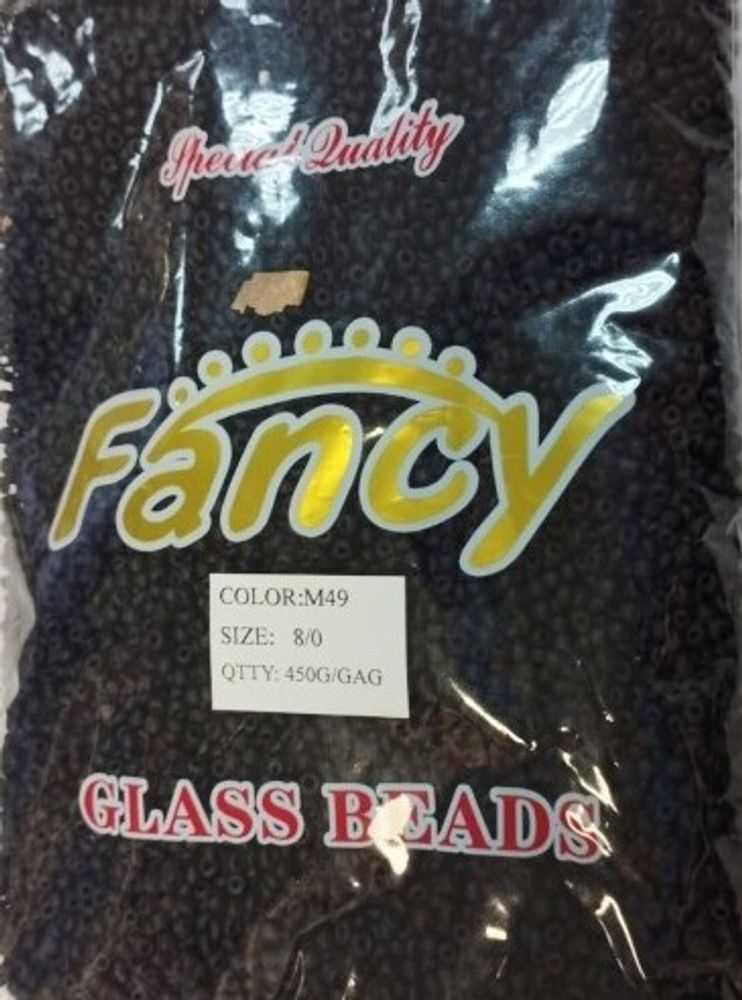 Special Quality
Fancy
COLOR:M49
SIZE: 8/0
QTTY: 450G/GAG
GLASS BEADS